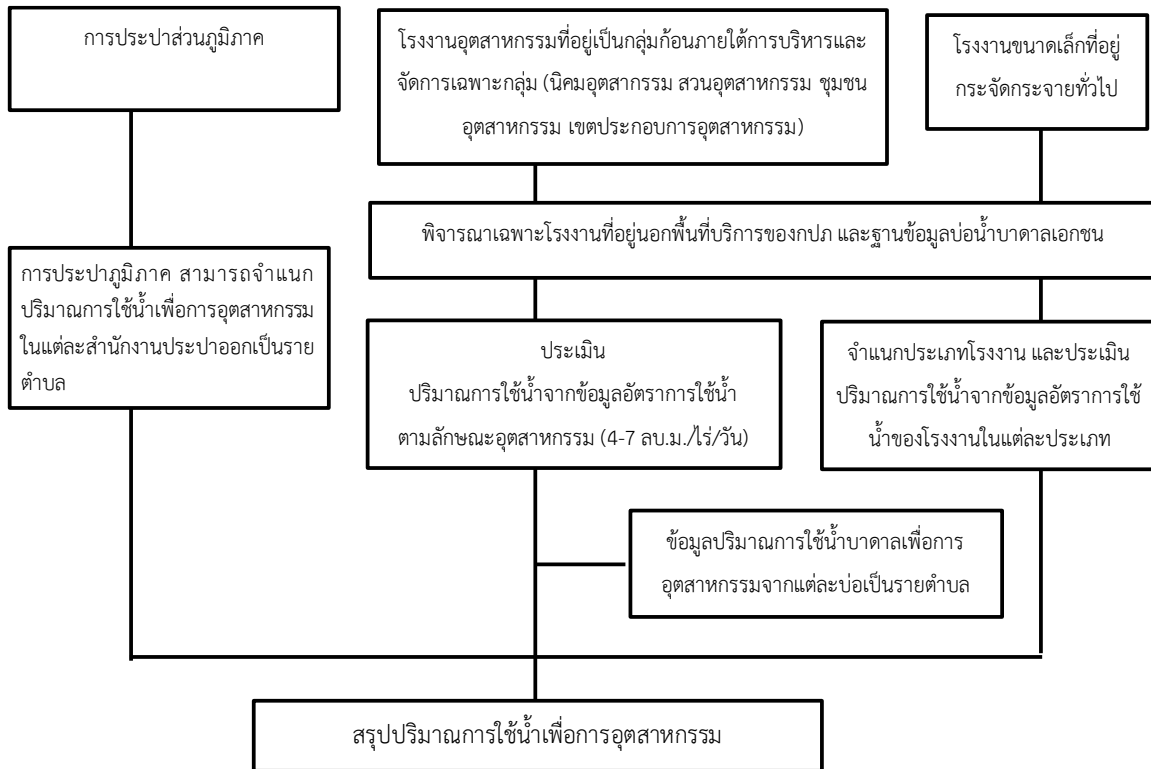 การประปาส่วนภูมิภาค
โรงงานอุตสาหกรรมที่อยู่เป็นกลุ่มก้อนภายใต้การบริหารและ
จัดการเฉพาะกลุ่ม (นิคมอุตสากรรม สวนอุตสาหกรรม ชุมชน
อุตสาหกรรม เขตประกอบการอุตสาหกรรม)
โรงงานขนาดเล็กที่อยู่
กระจัดกระจายทั่วไป
พิจารณาเฉพาะโรงงานที่อยู่นอกพื้นที่บริการของกปภ และฐานข้อมูลบ่อน้ำบาดาลเอกชน
การประปาภูมิภาค สามารถจำแนก
ปริมาณการใช้น้ำเพื่อการอุตสาหกรรม
ในแต่ละสำนักงานประปาออกเป็นราย
ตำบล
ประเมิน
ปริมาณการใช้น้ำจากข้อมูลอัตราการใช้น้ำ
ตามลักษณะอุตสาหกรรม (4-7 ลบ.ม./ไร่/วัน)
จำแนกประเภทโรงงาน และประเมิน
ปริมาณการใช้น้ำจากข้อมูลอัตราการใช้
น้ำของโรงงานในแต่ละประเภท
ข้อมูลปริมาณการใช้น้ำบาดาลเพื่อการ
อุตสาหกรรมจากแต่ละบ่อเป็นรายตำบล
สรุปปริมาณการใช้น้ำเพื่อการอุตสาหกรรม